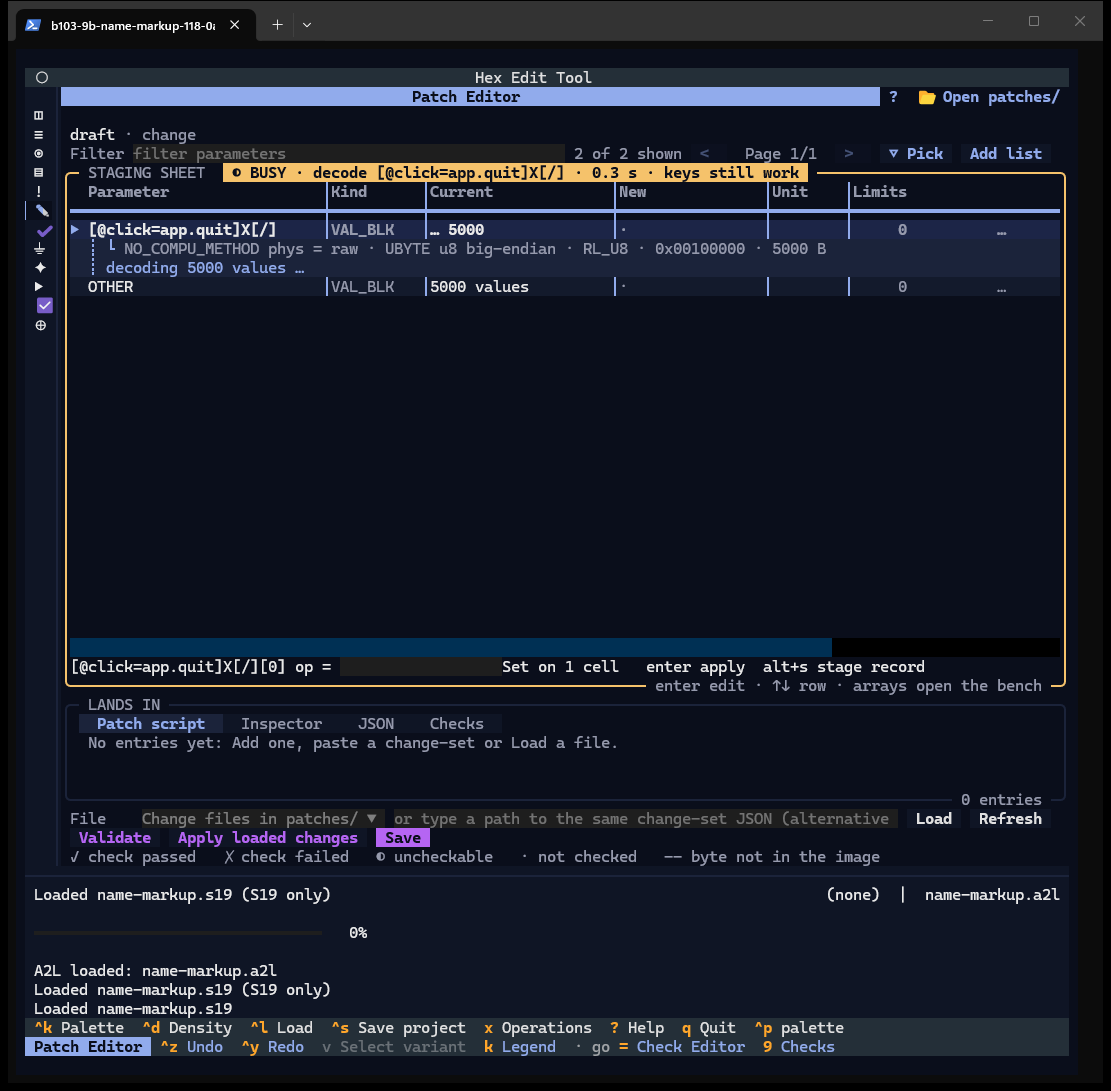 b103-9b-name-markup-118-0
Hex Edit Tool
Patch Editor ? Open patches/
draft · change
Filter filter parameters 2 of 2 shown < Page 1/1 > ▽ Pick Add list
STAGING SHEET ◐ BUSY · decode [@click=app.quit]X[/] · 0.3 s · keys still work
Parameter Kind Current New Unit Limits
▶ [@click=app.quit]X[/] VAL_BLK … 5000 · 0 …
└ NO_COMPU_METHOD phys = raw · UBYTE u8 big-endian · RL_U8 · 0x00100000 · 5000 B
decoding 5000 values …
OTHER VAL_BLK 5000 values · 0 …
[@click=app.quit]X[/][0] op = Set on 1 cell enter apply alt+s stage record
enter edit · ↑↓ row · arrays open the bench
LANDS IN
Patch script Inspector JSON Checks
No entries yet: Add one, paste a change-set or Load a file.
0 entries
File Change files in patches/ ▼ or type a path to the same change-set JSON (alternative Load Refresh
Validate Apply loaded changes Save
✓ check passed ✗ check failed ◐ uncheckable · not checked -- byte not in the image
Loaded name-markup.s19 (S19 only) (none) | name-markup.a2l
0%
A2L loaded: name-markup.a2l
Loaded name-markup.s19 (S19 only)
Loaded name-markup.s19
^k Palette ^d Density ^l Load ^s Save project x Operations ? Help q Quit ^p palette
Patch Editor ^z Undo ^y Redo v Select variant k Legend · go = Check Editor 9 Checks